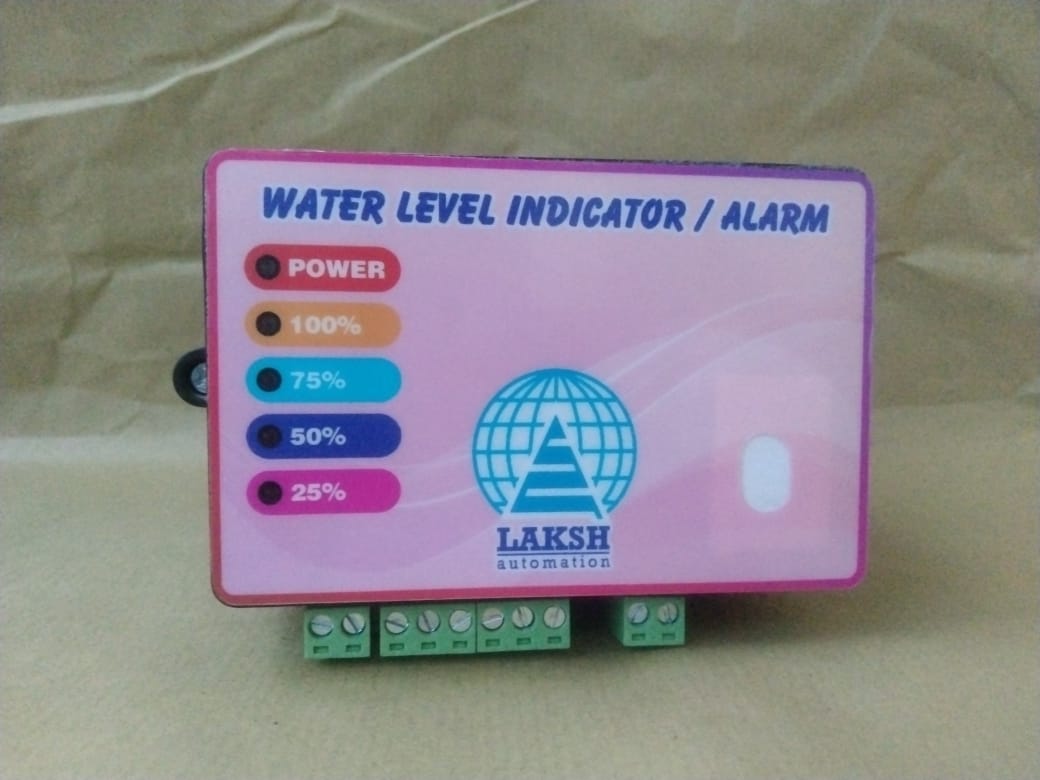 WATER LEVEL INDICATOR / ALARM
POWER
100%
75%
50%
25%
LAKSH
automation